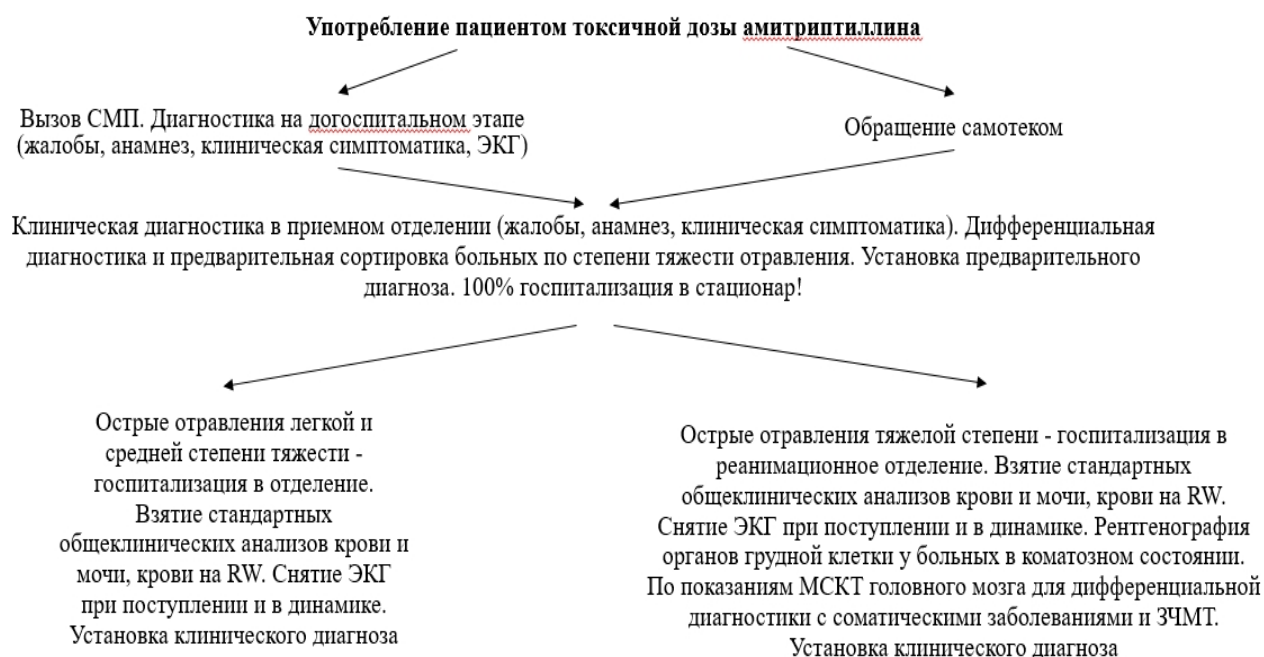 Употребление пациентом токсичной дозы амитриптиллина
Вызов СМП. Диагностика на догоспитальном этапе
(жалобы, анамнез, клиническая симптоматика, ЭКГ)
Обращение самотеком
Клиническая диагностика в приемном отделении (жалобы, анамнез, клиническая симптоматика). Дифференциальная
диагностика и предварительная сортировка больных по степени тяжести отравления. Установка предварительного
диагноза. 100% госпитализация в стационар!
Острые отравления легкой и
средней степени тяжести -
госпитализация в отделение.
Взятие стандартных
общеклинических анализов крови и
мочи, крови на RW. Снятие ЭКГ
при поступлении и в динамике.
Установка клинического диагноза
Острые отравления тяжелой степени - госпитализация в
реанимационное отделение. Взятие стандартных
общеклинических анализов крови и мочи, крови на RW.
Снятие ЭКГ при поступлении и в динамике. Рентгенография
органов грудной клетки у больных в коматозном состоянии.
По показаниям МСКТ головного мозга для дифференциальной
диагностики с соматическими заболеваниями и ЗЧМТ.
Установка клинического диагноза